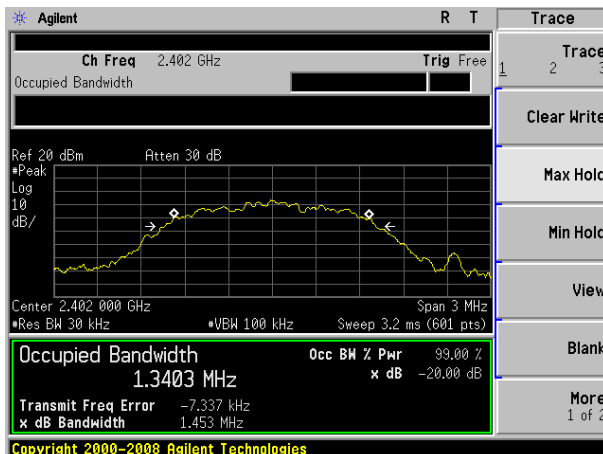 Agilent R T Trace
Ch Freq 2.402 GHz Trig Free
Occupied Bandwidth
Trace
1 2 3
Clear Write
Max Hold
Min Hold
View
Blank
More
1 of 2
Ref 20 dBm Atten 30 dB
#Peak
Log
10
dB/
Center 2.402 000 GHz Span 3 MHz
#Res BW 30 kHz #VBW 100 kHz Sweep 3.2 ms (601 pts)
Occupied Bandwidth Occ BW % Pwr 99.00 %
1.3403 MHz x dB -20.00 dB
Transmit Freq Error -7.337 kHz
x dB Bandwidth 1.453 MHz
Copyright 2000-2008 Agilent Technologies